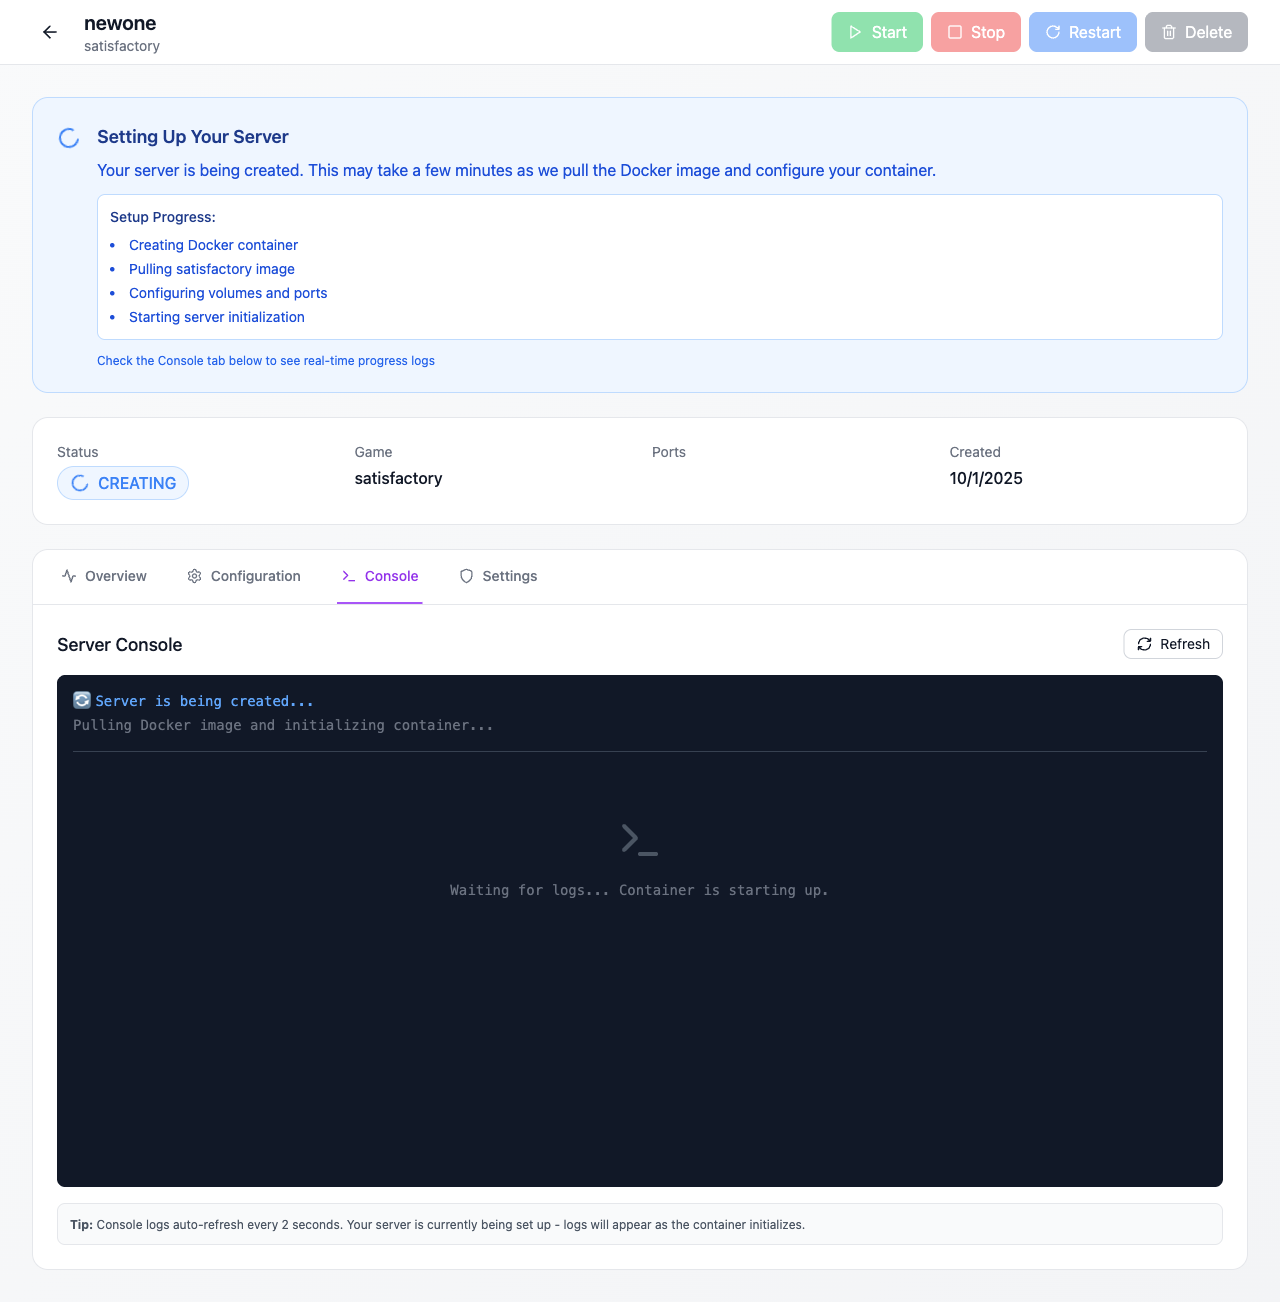 newone
satisfactory
Start
Stop
Restart
Delete
Setting Up Your Server
Your server is being created. This may take a few minutes as we pull the Docker image and configure your container.
Setup Progress:
• Creating Docker container
• Pulling satisfactory image
• Configuring volumes and ports
• Starting server initialization
Check the Console tab below to see real-time progress logs
Status
CREATING
Game
satisfactory
Ports
Created
10/1/2025
Overview
Configuration
Console
Settings
Server Console
Refresh
🔄 Server is being created...
Pulling Docker image and initializing container...
Waiting for logs... Container is starting up.
Tip: Console logs auto-refresh every 2 seconds. Your server is currently being set up - logs will appear as the container initializes.